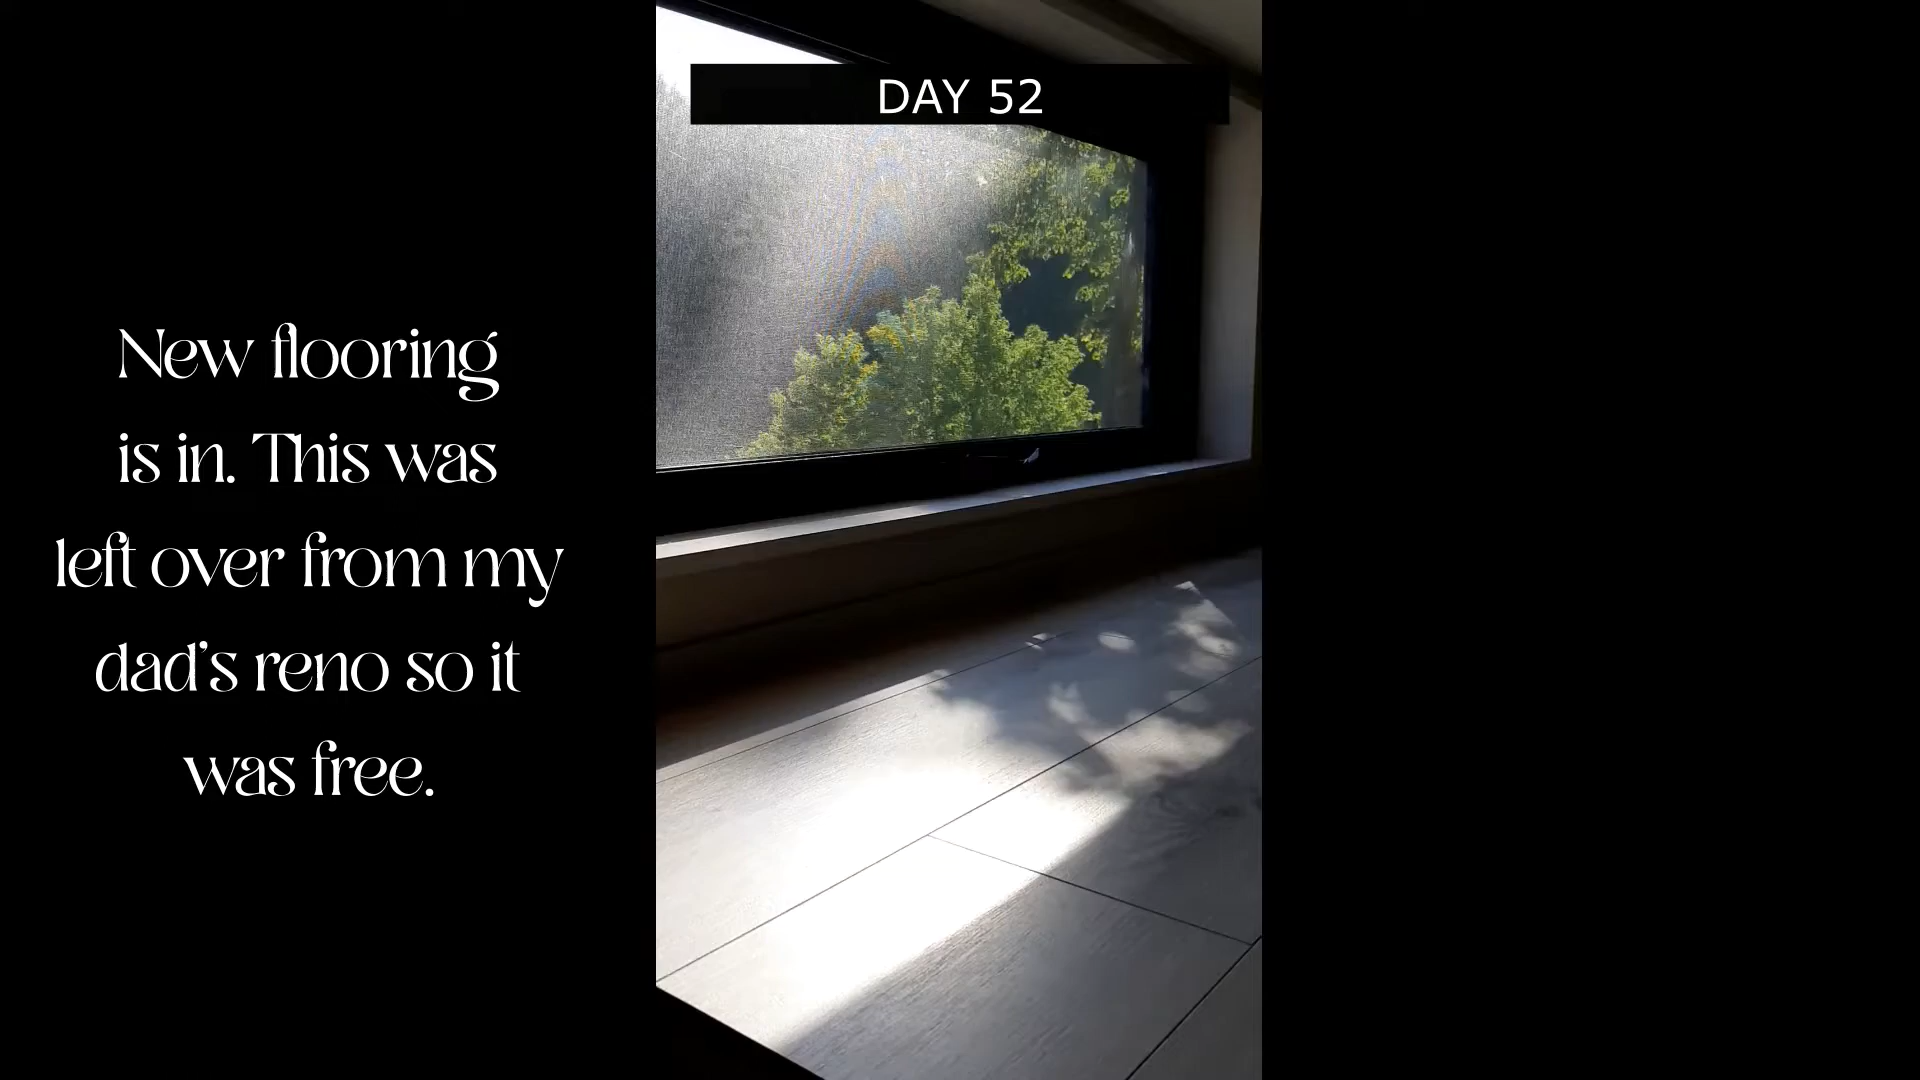 DAY 52
New flooring
is in. This was
left over from my
dad's reno so it
was free.